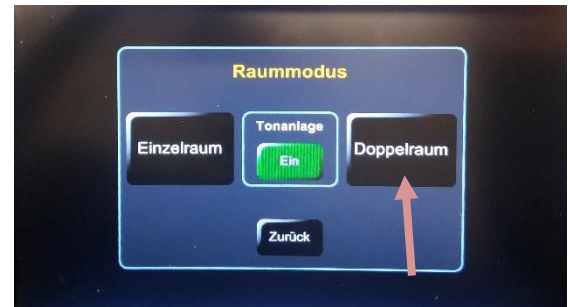 Raummodus
Einzelraum
Tonanlage
Ein
Doppelraum
Zurück